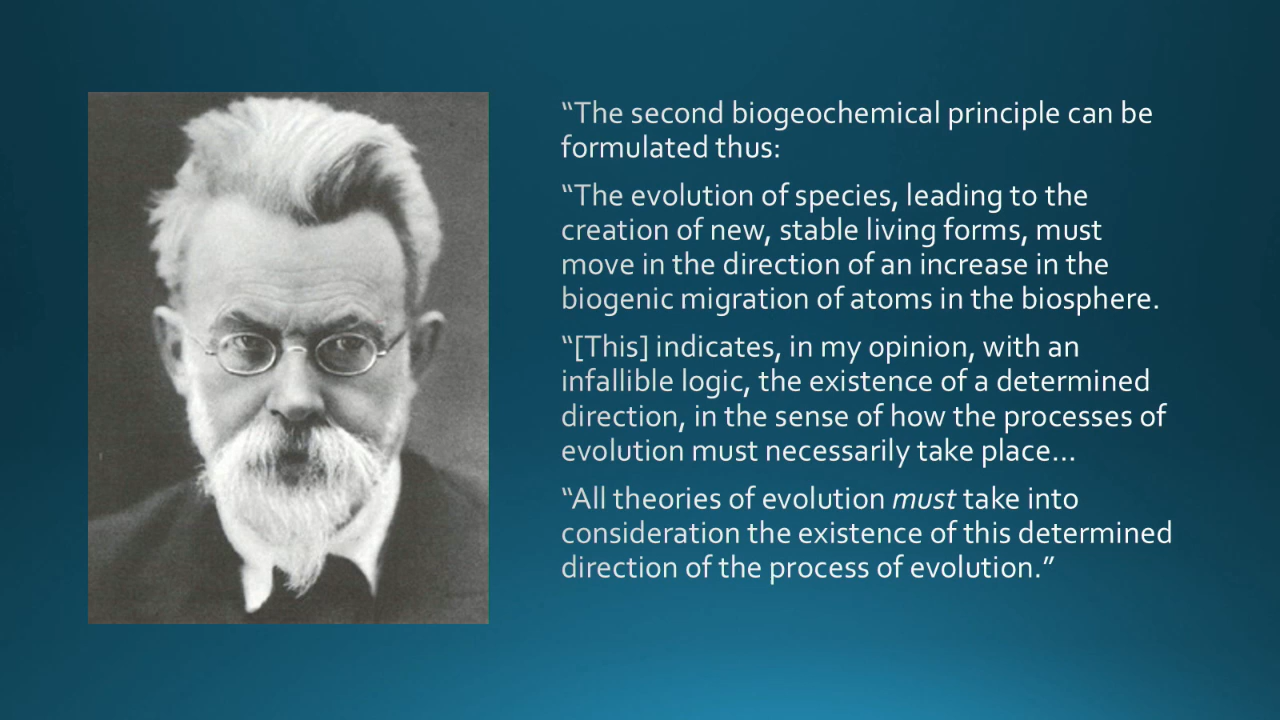 “The second biogeochemical principle can be
formulated thus:
“The evolution of species, leading to the
creation of new, stable living forms, must
move in the direction of an increase in the
biogenic migration of atoms in the biosphere.
“[This] indicates, in my opinion, with an
infallible logic, the existence of a determined
direction, in the sense of how the processes of
evolution must necessarily take place...
“All theories of evolution must take into
consideration the existence of this determined
direction of the process of evolution.”